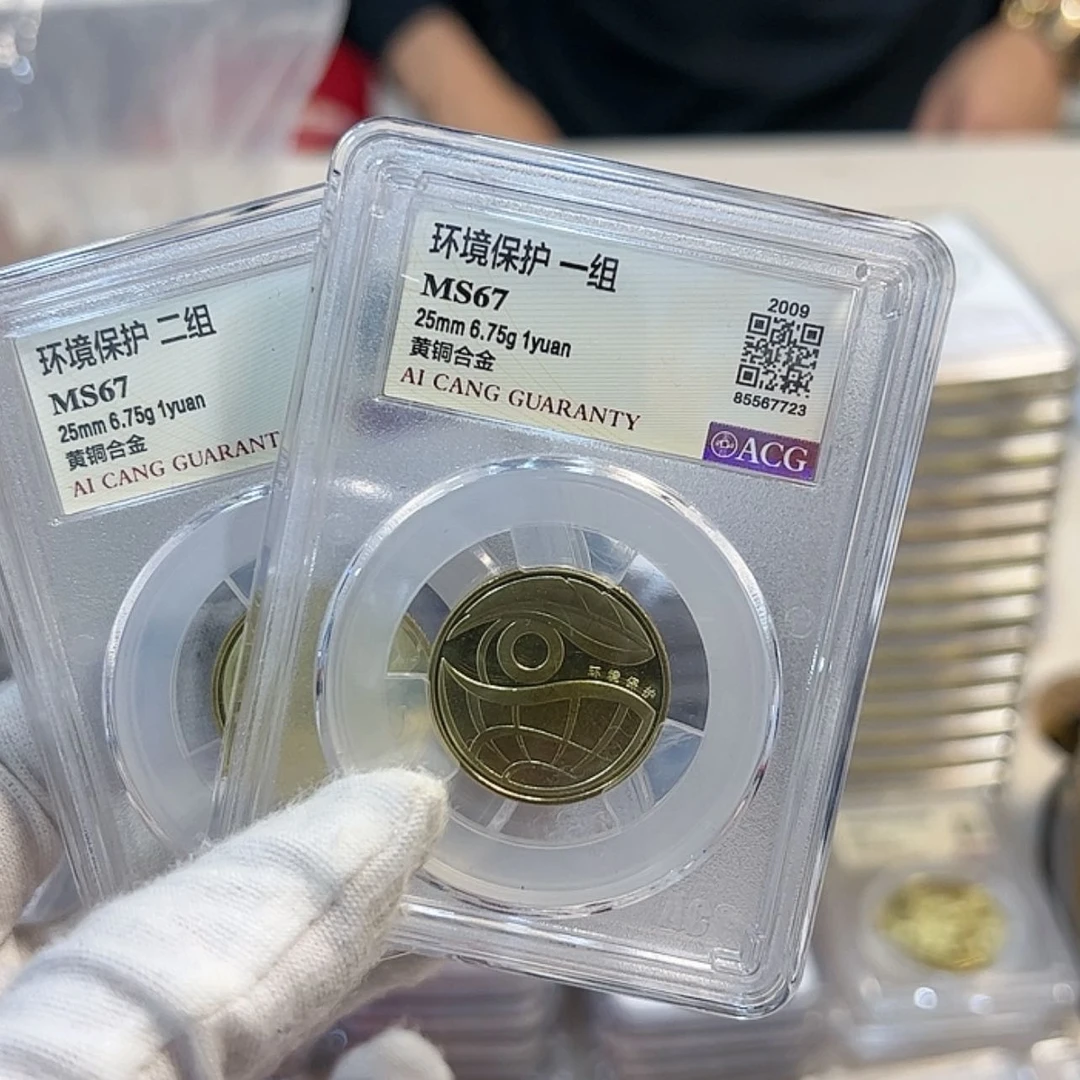 环境保护 二组
MS67
25mm 6.75g 1yuan
黄铜合金
AI CANG GUARANT
环境保护 一组
MS67
25mm 6.75g 1yuan
黄铜合金
AI CANG GUARANTY
2009
85567723
ACG
环境保护